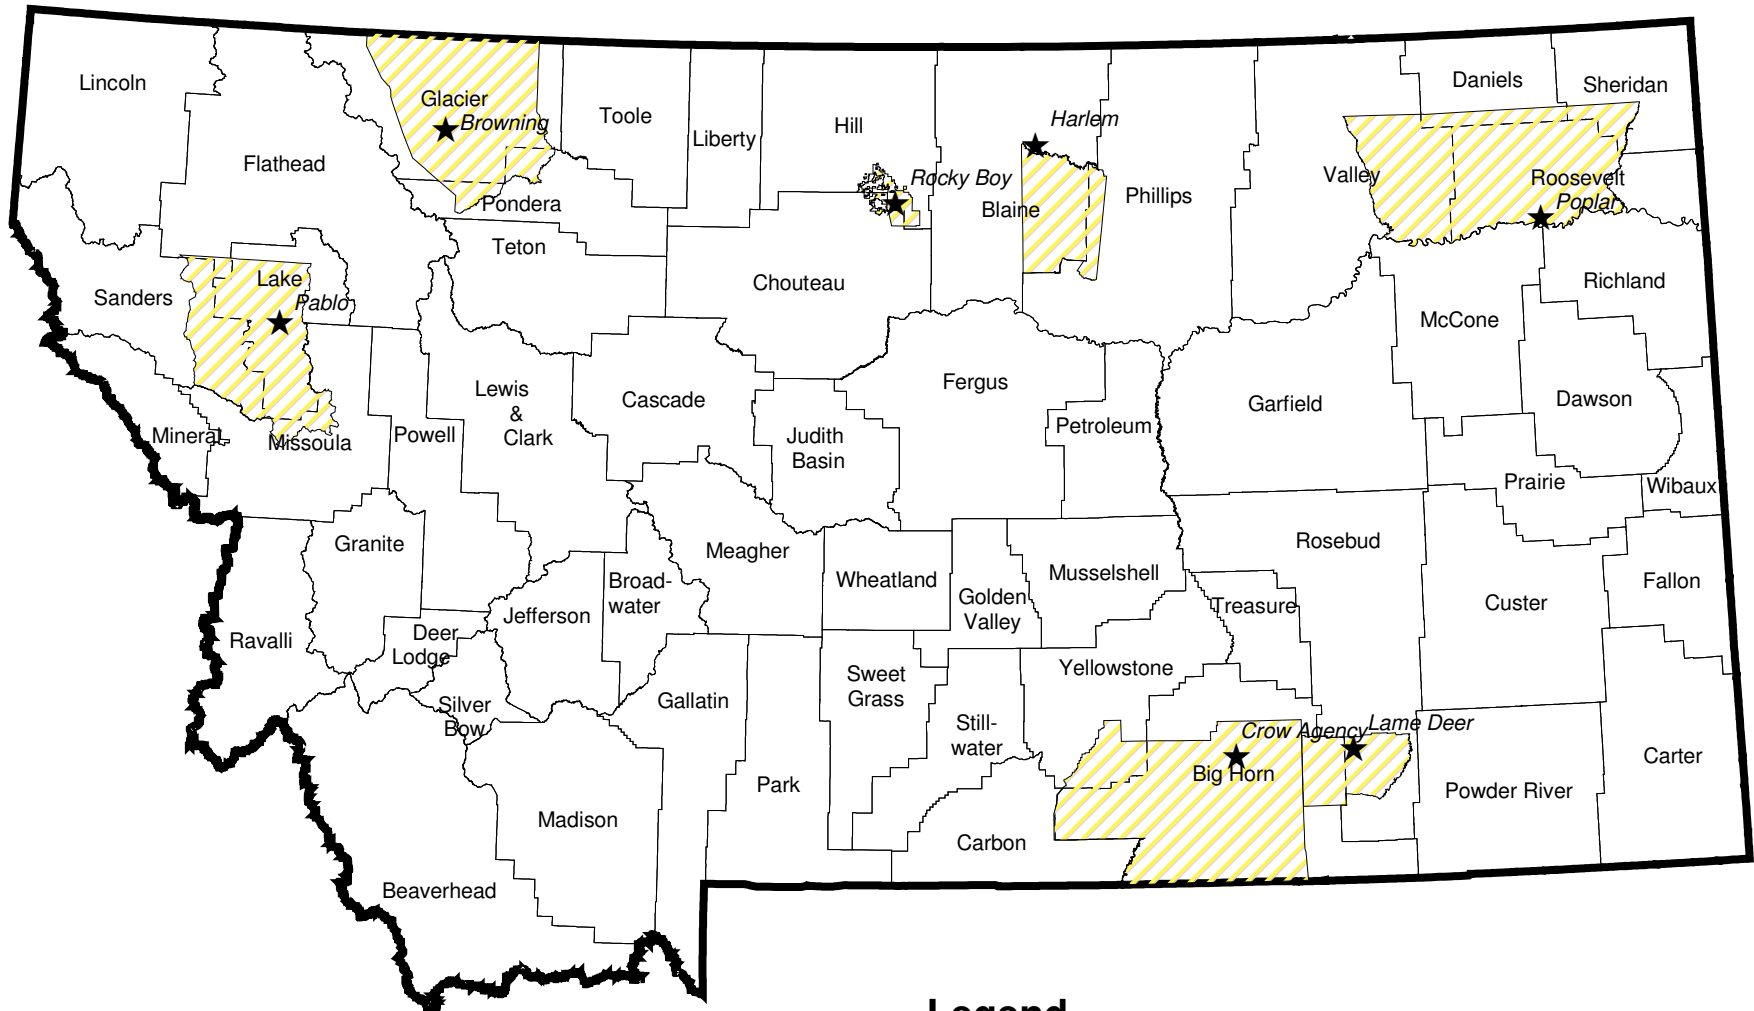 Lincoln
Flathead
Glacier
Browning
Toole
Liberty
Hill
Rocky Boy
Harlem
Blaine
Phillips
Valley
Daniels
Sheridan
Roosevelt
Poplar
Pondera
Teton
Chouteau
Sanders
Lake
Pablo
Richland
McCone
Dawson
Mineral
Missoula
Powell
Lewis
&
Clark
Cascade
Judith
Basin
Fergus
Petroleum
Garfield
Prairie
Wibaux
Granite
Meagher
Wheatland
Golden
Valley
Musselshell
Rosebud
Treasure
Custer
Fallon
Ravalli
Deer
Lodge
Jefferson
Broad-
water
Silver
Bow
Gallatin
Sweet
Grass
Still-
water
Yellowstone
Crow Agency
Lame Deer
Big Horn
Powder River
Carter
Beaverhead
Madison
Park
Carbon
Legend